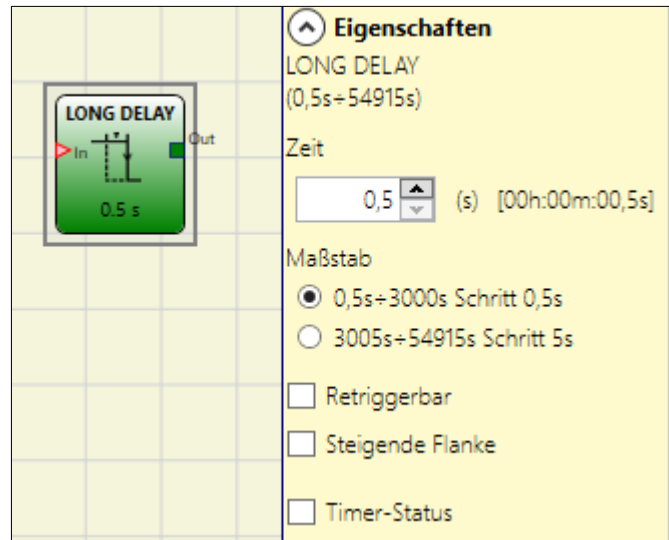 LONG DELAY
In
Out
0.5 s
Eigenschaften
LONG DELAY
(0,5s÷54915s)
Zeit
0,5 (s) [00h:00m:00,5s]
Maßstab
0,5s÷3000s Schritt 0,5s
3005s÷54915s Schritt 5s
Retriggerbar
Steigende Flanke
Timer-Status